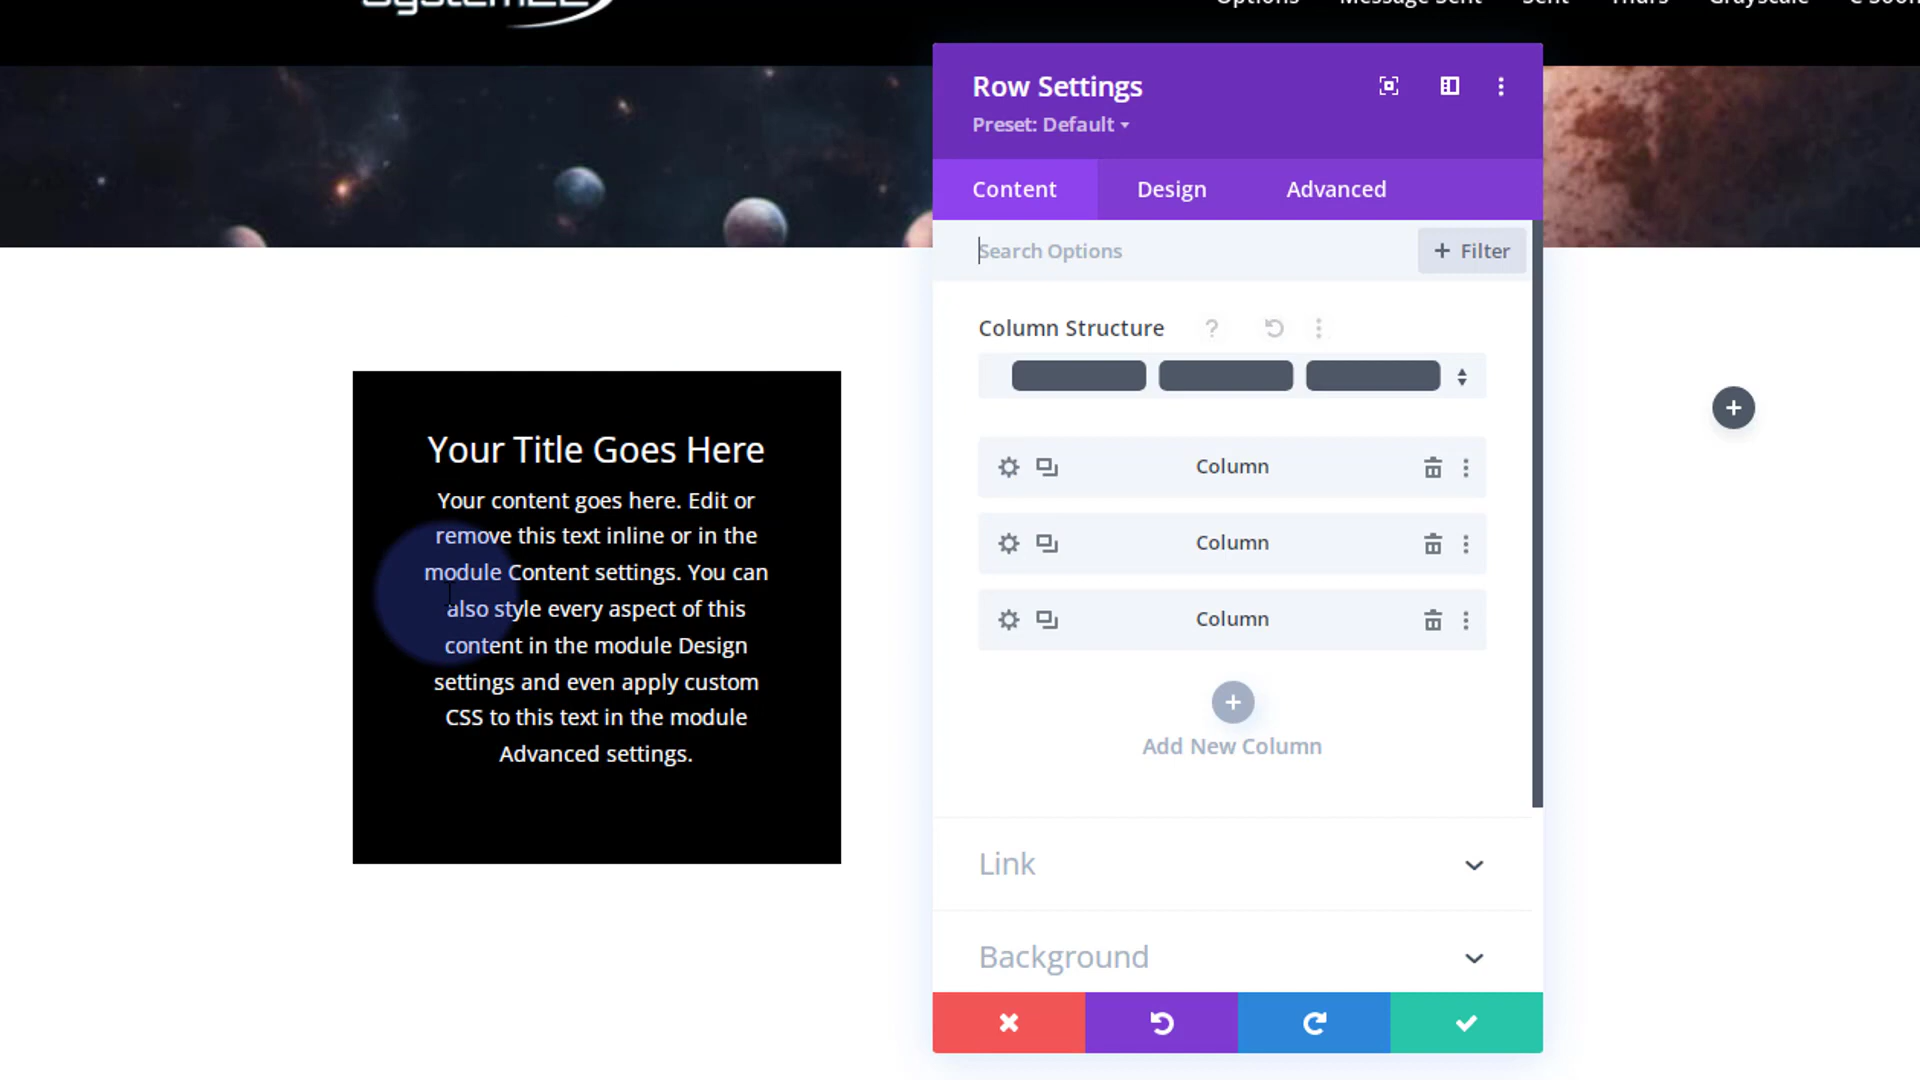 Options Message Sent Sent Thurs Grayscale
Row Settings
Preset: Default
Content Design Advanced
Search Options
+ Filter
Column Structure ?
Column
Column
Column
Add New Column
Link
Background
Your Title Goes Here
Your content goes here. Edit or
remove this text inline or in the
module Content settings. You can
also style every aspect of this
content in the module Design
settings and even apply custom
CSS to this text in the module
Advanced settings.